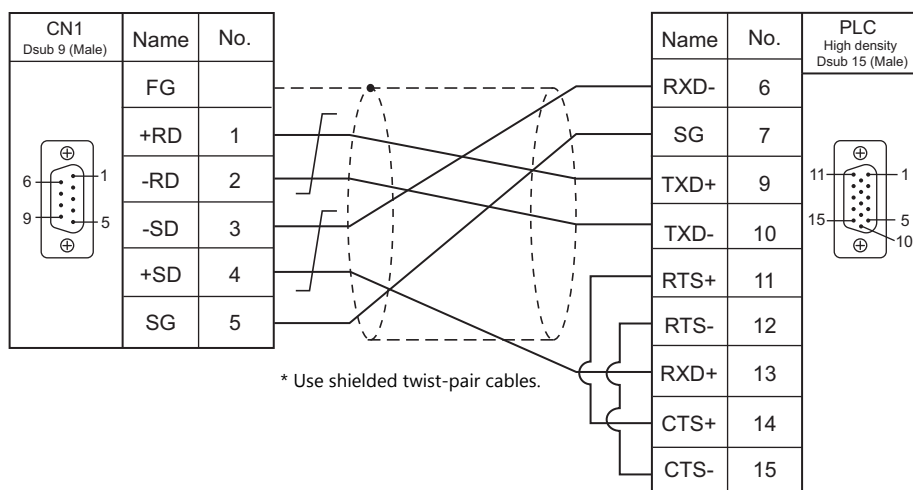 CN1
Dsub 9 (Male)
Name No.
FG
+RD 1
-RD 2
-SD 3
+SD 4
SG 5
6 1
9 5
* Use shielded twist-pair cables.
Name No.
RXD- 6
SG 7
TXD+ 9
TXD- 10
RTS+ 11
RTS- 12
RXD+ 13
CTS+ 14
CTS- 15
PLC
High density
Dsub 15 (Male)
11 1
15 5
10